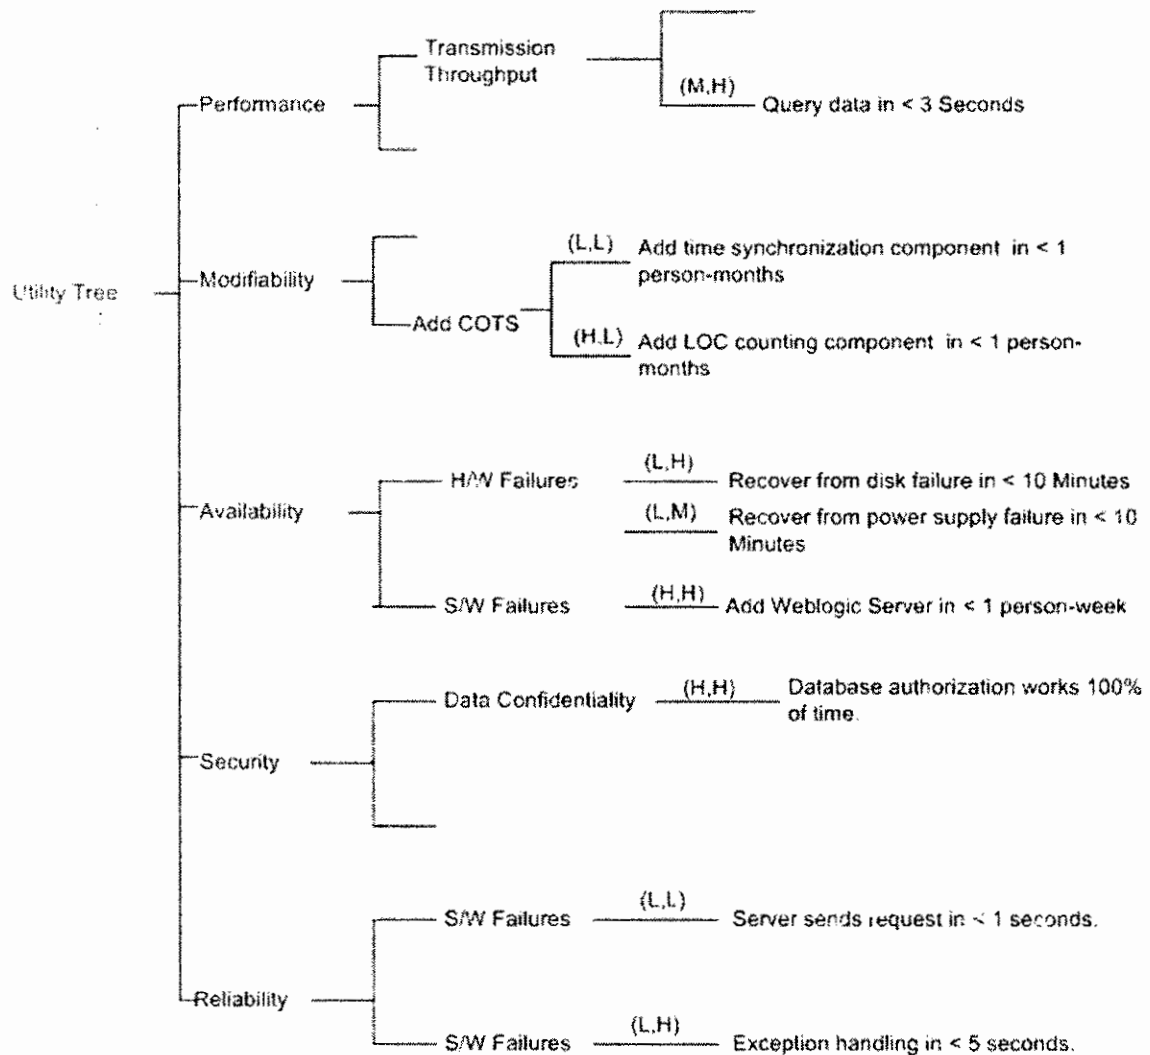 Transmission
Throughput
(M,H)
Performance
Query data in < 3 Seconds
(L,L)
Add time synchronization component in < 1
person-months
Modifiability
Utility Tree
Add COTS
(H,L)
Add LOC counting component in < 1 person-
months
(L,H)
H/W Failures
Recover from disk failure in < 10 Minutes
Availability
(L,M)
Recover from power supply failure in < 10
Minutes
(H,H)
S/W Failures
Add Weblogic Server in < 1 person-week
Data Confidentiality
(H,H)
Database authorization works 100%
of time.
Security
(L,L)
S/W Failures
Server sends request in < 1 seconds.
Reliability
(L,H)
S/W Failures
Exception handling in < 5 seconds.